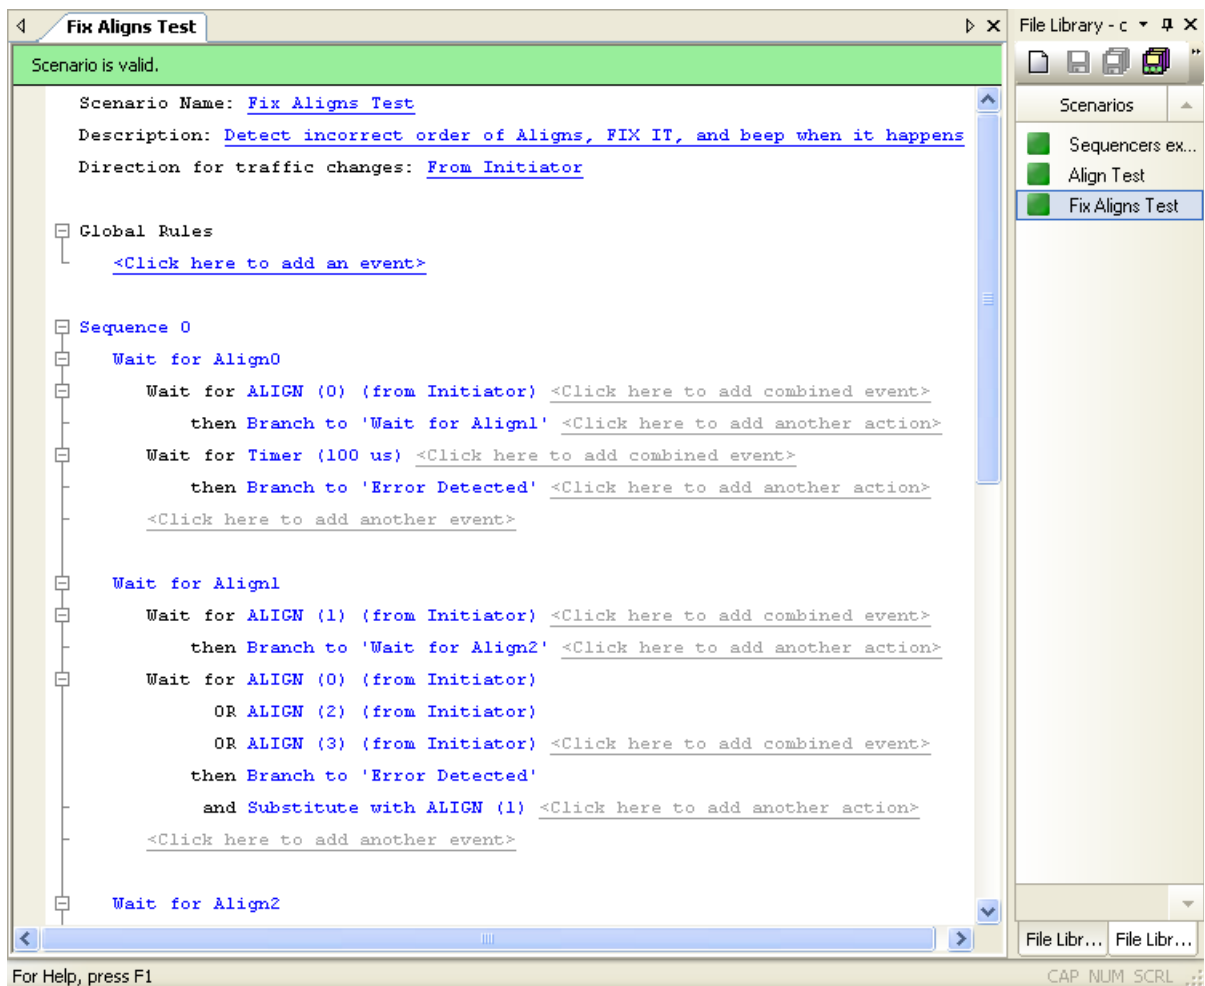 Fix Aligns Test
File Library - c
Scenario is valid.
Scenarios
Sequencers ex...
Align Test
Fix Aligns Test
Scenario Name: Fix Aligns Test
Description: Detect incorrect order of Aligns, FIX IT, and beep when it happens
Direction for traffic changes: From Initiator
Global Rules
<Click here to add an event>
Sequence 0
Wait for Align0
Wait for ALIGN (0) (from Initiator) <Click here to add combined event>
then Branch to 'Wait for Align1' <Click here to add another action>
Wait for Timer (100 us) <Click here to add combined event>
then Branch to 'Error Detected' <Click here to add another action>
<Click here to add another event>
Wait for Align1
Wait for ALIGN (1) (from Initiator) <Click here to add combined event>
then Branch to 'Wait for Align2' <Click here to add another action>
Wait for ALIGN (0) (from Initiator)
OR ALIGN (2) (from Initiator)
OR ALIGN (3) (from Initiator) <Click here to add combined event>
then Branch to 'Error Detected'
and Substitute with ALIGN (1) <Click here to add another action>
<Click here to add another event>
Wait for Align2
File Libr... File Libr...
For Help, press F1
CAP NUM SCRL